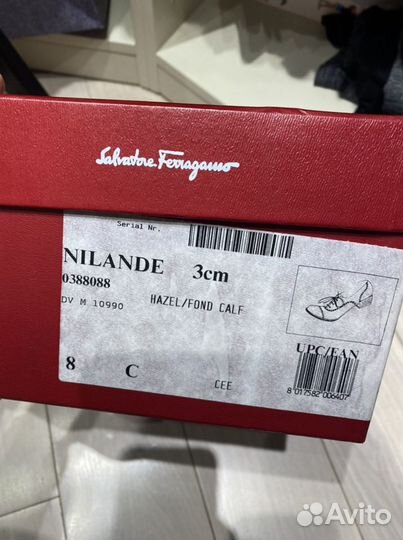 Salvatore Ferragamo
Serial Nr.
NILANDE 3cm
0388088
DV M 10990 HAZEL/FOND CALF
UPC/EAN
8 C CEE
8 017582 006407
Avito